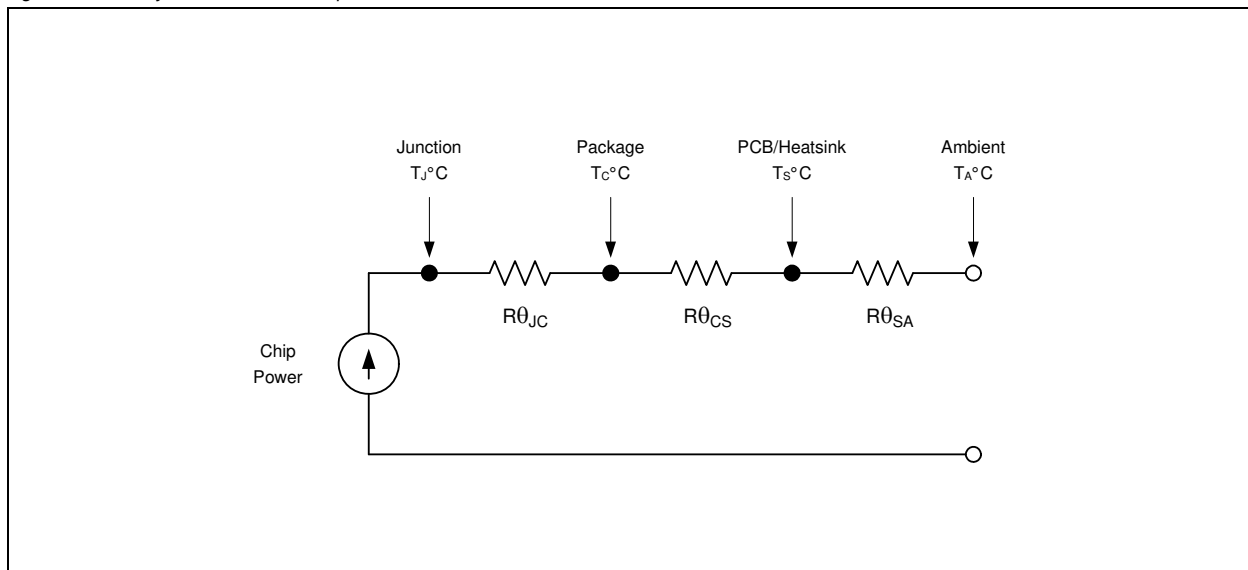 Junction
TJ°C
Package
TC°C
PCB/Heatsink
TS°C
Ambient
TA°C
RθJC
RθCS
RθSA
Chip
Power